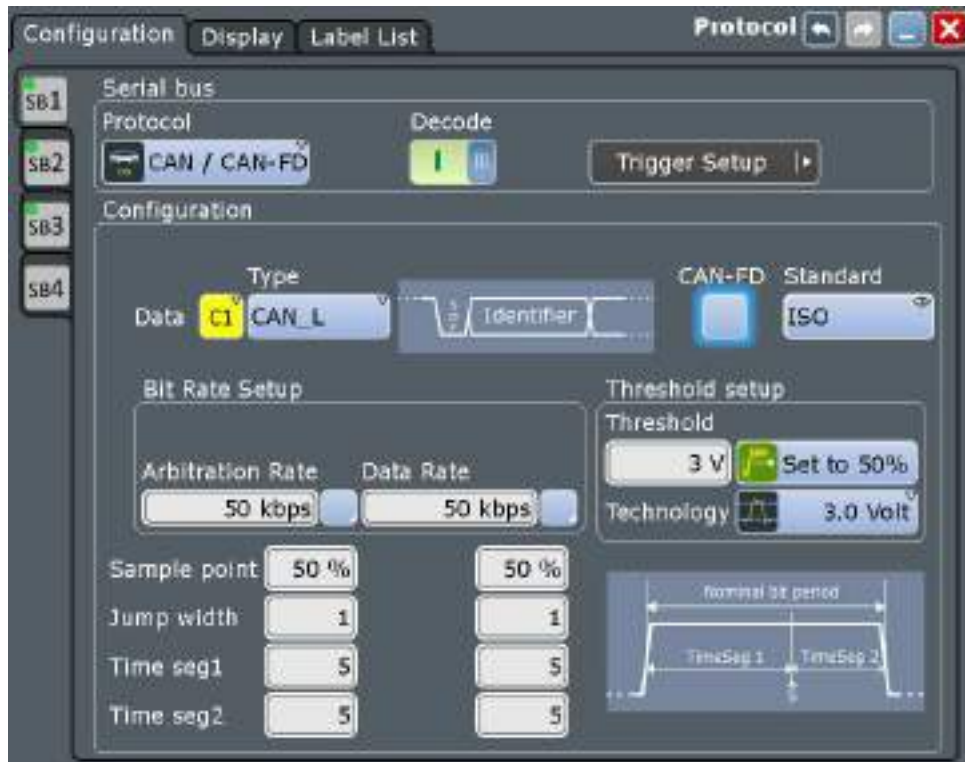 Configuration Display Label List Protocol
SB1
SB2
SB3
SB4
Serial bus
Protocol Decode
CAN / CAN-FD Trigger Setup
Configuration
Type CAN-FD Standard
Data C1 CAN_L Identifier ISO
Bit Rate Setup Threshold setup
Threshold
3 V Set to 50%
Arbitration Rate Data Rate
50 kbps 50 kbps
Technology 3.0 Volt
Sample point 50 % 50 %
Jump width 1 1
Time seg1 5 5
Time seg2 5 5
Nominal bit period
TimeSeg 1 TimeSeg 2